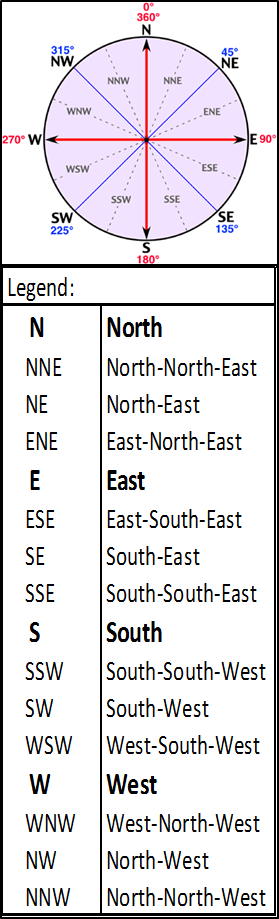 0°
360°
N
315°
NW
45°
NE
NNW
NNE
WNW
ENE
270° W
E 90°
WSW
ESE
SSW
SSE
SW
225°
SE
135°
S
180°
Legend:
N North
NNE North-North-East
NE North-East
ENE East-North-East
E East
ESE East-South-East
SE South-East
SSE South-South-East
S South
SSW South-South-West
SW South-West
WSW West-South-West
W West
WNW West-North-West
NW North-West
NNW North-North-West